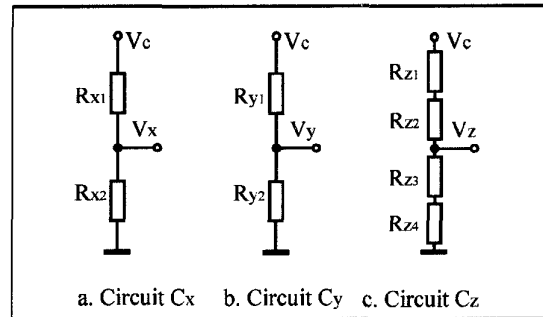 Vc Vc Vc
Rx1 Ry1 Rz1
Rz2
Vx Vy Vz
Rx2 Ry2 Rz3
Rz4
a. Circuit Cx b. Circuit Cy c. Circuit Cz